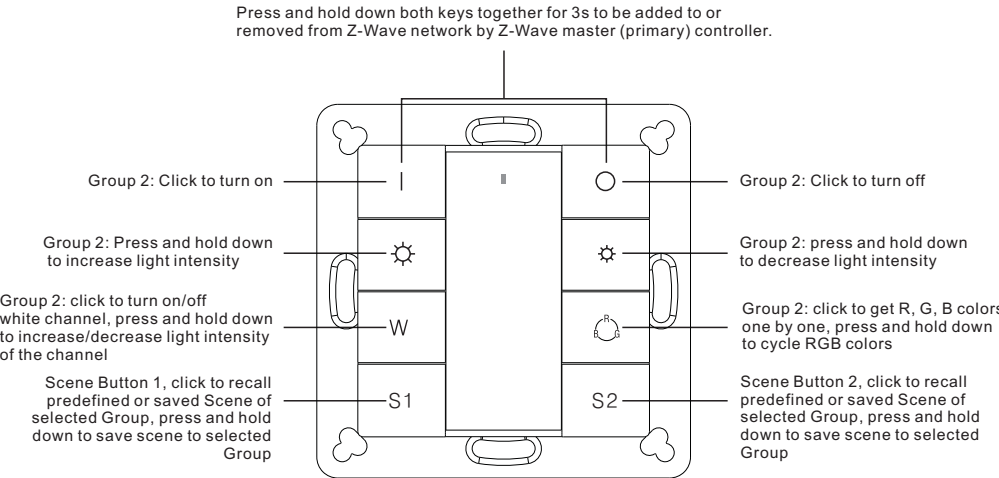 Press and hold down both keys together for 3s to be added to or
removed from Z-Wave network by Z-Wave master (primary) controller.
Group 2: Click to turn on
I
Group 2: Click to turn off
Group 2: Press and hold down
to increase light intensity
Group 2: press and hold down
to decrease light intensity
Group 2: click to turn on/off
white channel, press and hold down
to increase/decrease light intensity
of the channel
W
R
B G
Group 2: click to get R, G, B colors
one by one, press and hold down
to cycle RGB colors
Scene Button 1, click to recall
predefined or saved Scene of
selected Group, press and hold
down to save scene to selected
Group
S1
S2
Scene Button 2, click to recall
predefined or saved Scene of
selected Group, press and hold
down to save scene to selected
Group